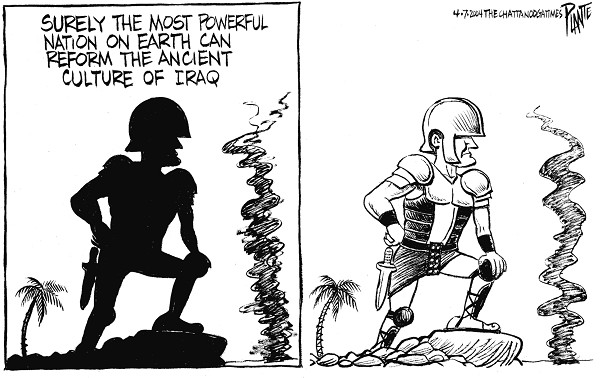 SURELY THE MOST POWERFUL
NATION ON EARTH CAN
REFORM THE ANCIENT
CULTURE OF IRAQ
4-7-2004 THE CHATTANOOGA TIMES
PLANTE